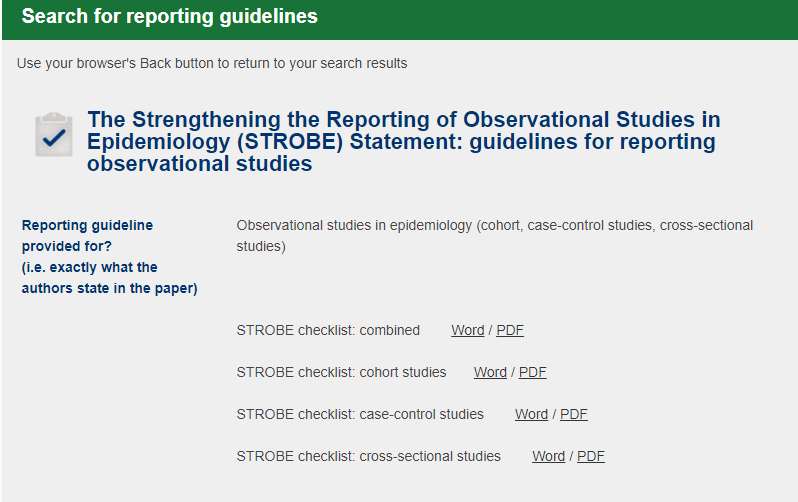 Search for reporting guidelines
Use your browser's Back button to return to your search results
The Strengthening the Reporting of Observational Studies in
Epidemiology (STROBE) Statement: guidelines for reporting
observational studies
Reporting guideline
provided for?
(i.e. exactly what the
authors state in the paper)
Observational studies in epidemiology (cohort, case-control studies, cross-sectional
studies)
STROBE checklist: combined Word / PDF
STROBE checklist: cohort studies Word / PDF
STROBE checklist: case-control studies Word / PDF
STROBE checklist: cross-sectional studies Word / PDF